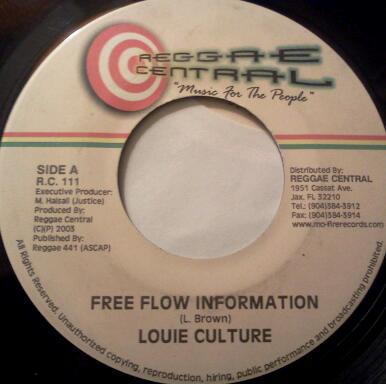 REGGAE
CENTRAL
"Music For The People"
SIDE A
R.C. 111
Executive Producer:
M. Halsall (Justice)
Produced By:
Reggae Central
(C)(P) 2003
Published By:
Reggae 441 (ASCAP)
Distributed By:
REGGAE CENTRAL
1951 Cassat Ave.
Jax. FL 32210
Tel.: (904)384-3912
Fax: (904)384-3914
www.mo-firerecords.com
FREE FLOW INFORMATION
(L. Brown)
LOUIE CULTURE
All Rights Reserved. Unauthorized copying, reproduction, hiring, public performance and broadcasting prohibited.